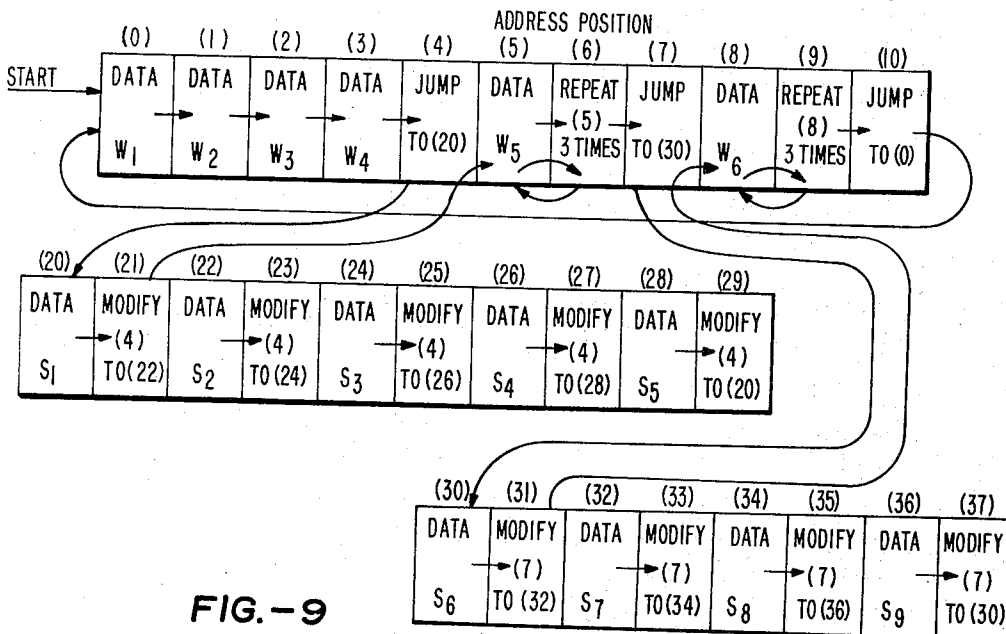 ADDRESS POSITION
(0) (1) (2) (3) (4) (5) (6) (7) (8) (9) (10)
START DATA DATA DATA DATA JUMP DATA REPEAT JUMP DATA REPEAT JUMP
(5) (8)
W1 W2 W3 W4 TO (20) W5 3 TIMES TO (30) W6 3 TIMES TO (0)
(20) (21) (22) (23) (24) (25) (26) (27) (28) (29)
DATA MODIFY DATA MODIFY DATA MODIFY DATA MODIFY DATA MODIFY
(4) (4) (4) (4) (4)
S1 TO (22) S2 TO (24) S3 TO (26) S4 TO (28) S5 TO (20)
(30) (31) (32) (33) (34) (35) (36) (37)
DATA MODIFY DATA MODIFY DATA MODIFY DATA MODIFY
(7) (7) (7) (7)
S6 TO (32) S7 TO (34) S8 TO (36) S9 TO (30)
FIG.-9